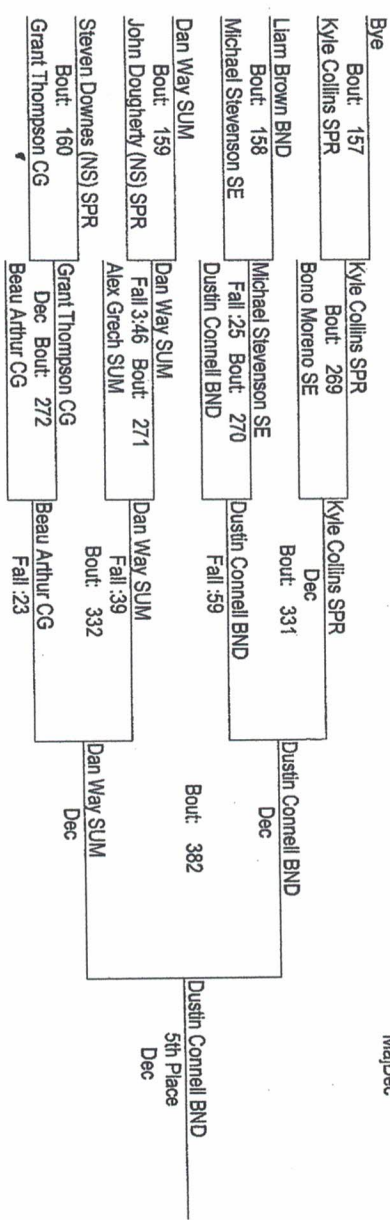 Bye
Bout: 157
Kyle Collins SPR
Liam Brown BND
Bout: 158
Michael Stevenson SE
Dan Way SUM
Bout: 159
John Dougherty (NS) SPR
Steven Downes (NS) SPR
Bout: 160
Grant Thompson CG
Kyle Collins SPR
Bout: 269
Bono Moreno SE
Michael Stevenson SE
Fall :25 Bout: 270
Dustin Connell BND
Dan Way SUM
Fall 3:46 Bout: 271
Alex Grech SUM
Grant Thompson CG
Dec Bout: 272
Beau Arthur CG
Kyle Collins SPR
Dec
Bout: 331
Dustin Connell BND
Fall :59
Dan Way SUM
Fall :39
Bout: 332
Beau Arthur CG
Fall :23
Dustin Connell BND
Dec
Bout: 382
Dan Way SUM
Dec
Dustin Connell BND
5th Place
Dec
MajDec